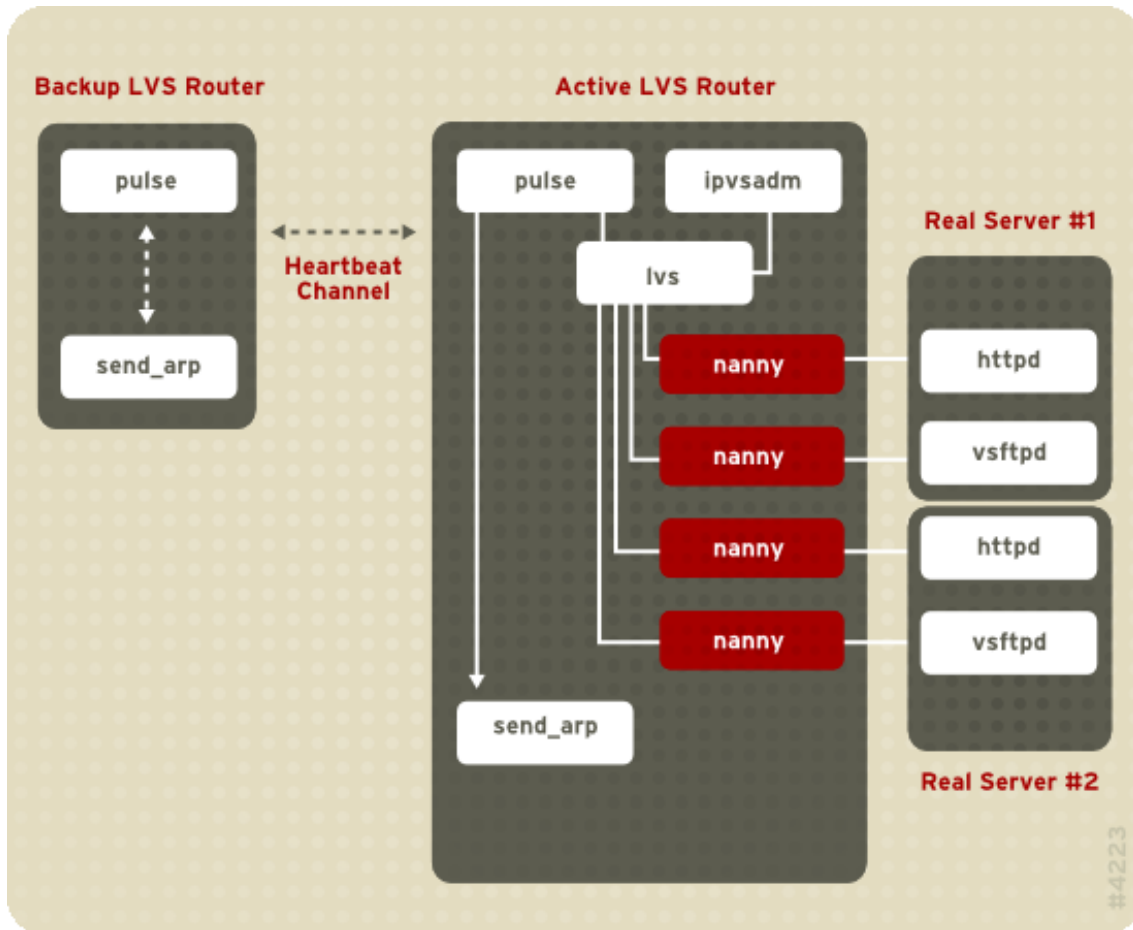 Backup LVS Router
Active LVS Router
pulse
send_arp
Heartbeat
Channel
pulse
ipvsadm
lvs
nanny
nanny
nanny
nanny
send_arp
Real Server #1
httpd
vsftpd
httpd
vsftpd
Real Server #2
#4223